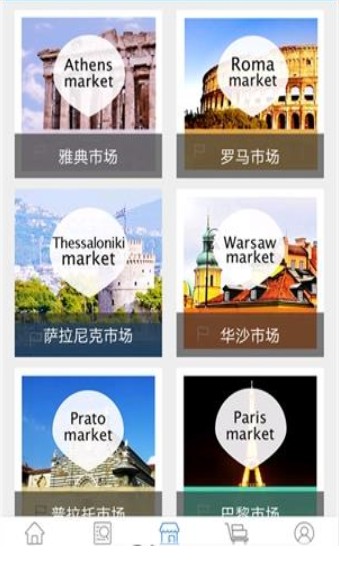 Athens
market
雅典市场
Roma
market
罗马市场
Thessaloniki
market
萨拉尼克市场
Warsaw
market
华沙市场
Prato
market
普拉托市场
Paris
market
巴黎市场